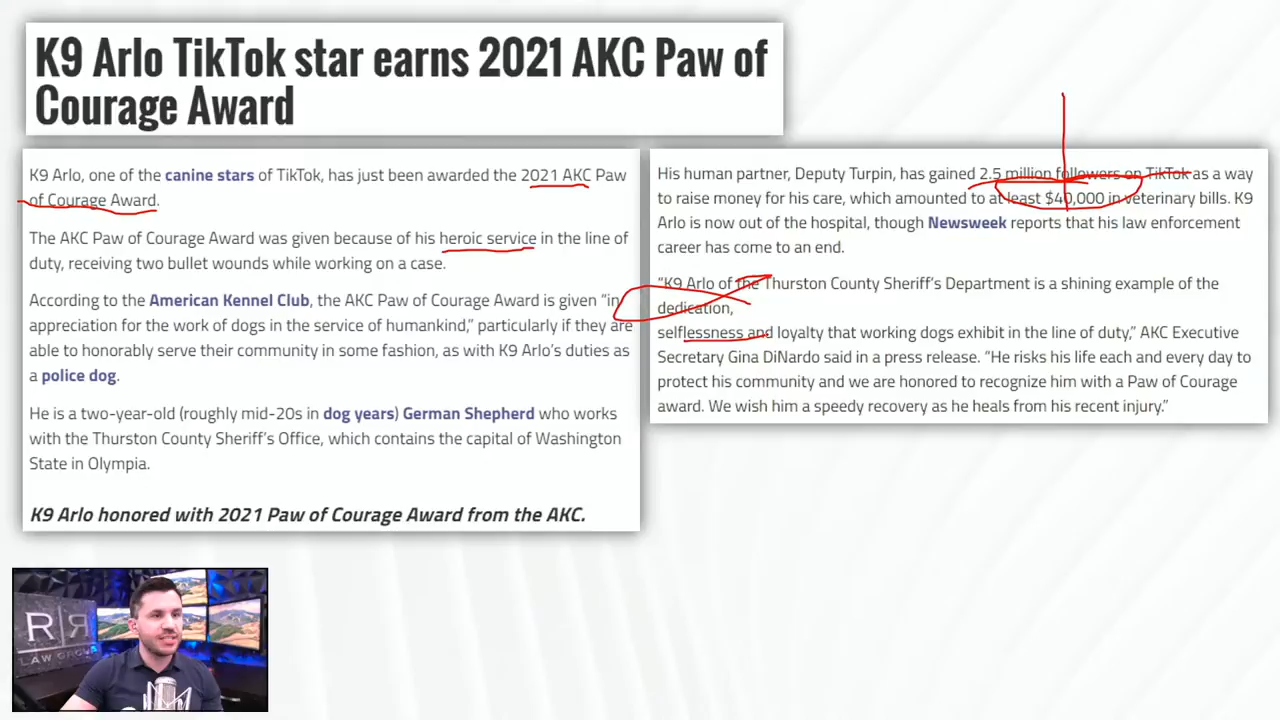 K9 Arlo TikTok star earns 2021 AKC Paw of
Courage Award
K9 Arlo, one of the canine stars of TikTok, has just been awarded the 2021 AKC Paw
of Courage Award.
The AKC Paw of Courage Award was given because of his heroic service in the line of
duty, receiving two bullet wounds while working on a case.
According to the American Kennel Club, the AKC Paw of Courage Award is given “in
appreciation for the work of dogs in the service of humankind,” particularly if they are
able to honorably serve their community in some fashion, as with K9 Arlo’s duties as
a police dog.
He is a two-year-old (roughly mid-20s in dog years) German Shepherd who works
with the Thurston County Sheriff’s Office, which contains the capital of Washington
State in Olympia.
K9 Arlo honored with 2021 Paw of Courage Award from the AKC.
His human partner, Deputy Turpin, has gained 2.5 million followers on TikTok as a way
to raise money for his care, which amounted to at least $40,000 in veterinary bills. K9
Arlo is now out of the hospital, though Newsweek reports that his law enforcement
career has come to an end.
“K9 Arlo of the Thurston County Sheriff’s Department is a shining example of the
dedication,
selflessness and loyalty that working dogs exhibit in the line of duty,” AKC Executive
Secretary Gina DiNardo said in a press release. “He risks his life each and every day to
protect his community and we are honored to recognize him with a Paw of Courage
award. We wish him a speedy recovery as he heals from his recent injury.”
R|R
LAW GROUP